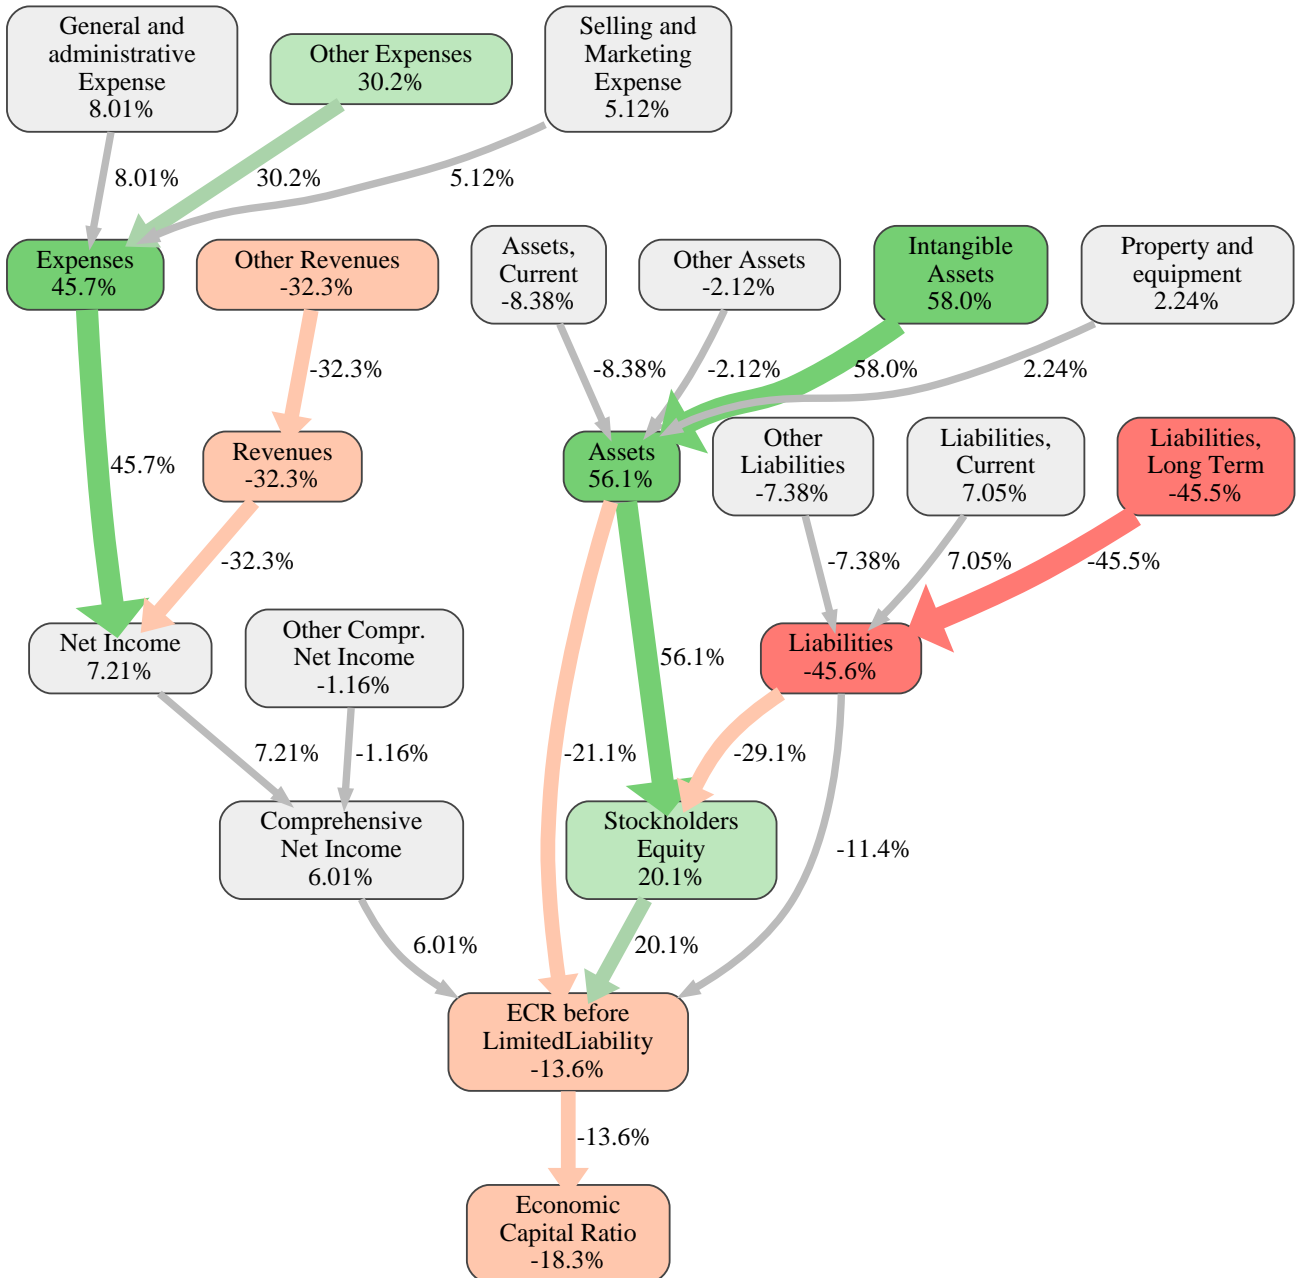 General and
administrative
Expense
8.01%
Other Expenses
30.2%
Selling and
Marketing
Expense
5.12%
8.01%
30.2%
5.12%
Expenses
45.7%
Other Revenues
-32.3%
Assets,
Current
-8.38%
Other Assets
-2.12%
Intangible
Assets
58.0%
Property and
equipment
2.24%
-32.3%
-8.38%
-2.12%
58.0%
2.24%
45.7%
Revenues
-32.3%
Assets
56.1%
Other
Liabilities
-7.38%
Liabilities,
Current
7.05%
Liabilities,
Long Term
-45.5%
-32.3%
-7.38%
7.05%
-45.5%
Net Income
7.21%
Other Compr.
Net Income
-1.16%
56.1%
Liabilities
-45.6%
7.21%
-1.16%
-21.1%
-29.1%
Comprehensive
Net Income
6.01%
Stockholders
Equity
20.1%
-11.4%
6.01%
20.1%
ECR before
LimitedLiability
-13.6%
-13.6%
Economic
Capital Ratio
-18.3%